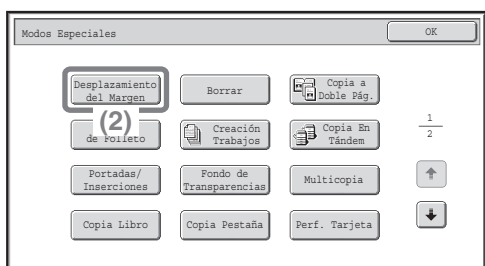 Modos Especiales
OK
Desplazamiento
del Margen
Borrar
Copia a
Doble Pág.
(2)
de Folleto
Creación
Trabajos
Copia En
Tándem
1
2
Portadas/
Inserciones
Fondo de
Transparencias
Multicopia
Copia Libro
Copia Pestaña
Perf. Tarjeta